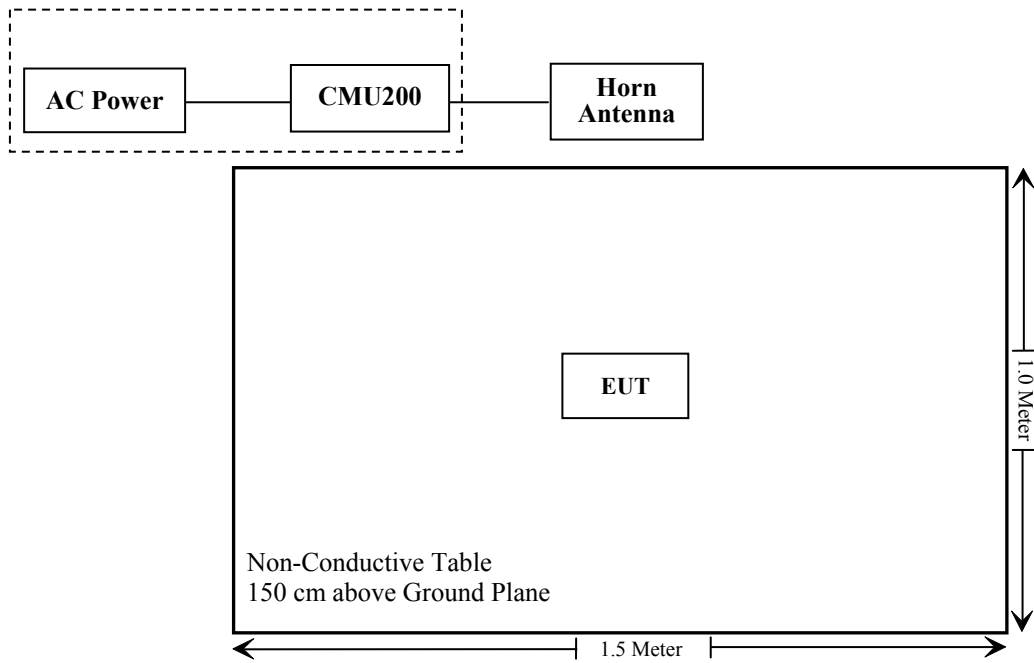 AC Power
CMU200
Horn
Antenna
EUT
1.0 Meter
Non-Conductive Table
150 cm above Ground Plane
1.5 Meter